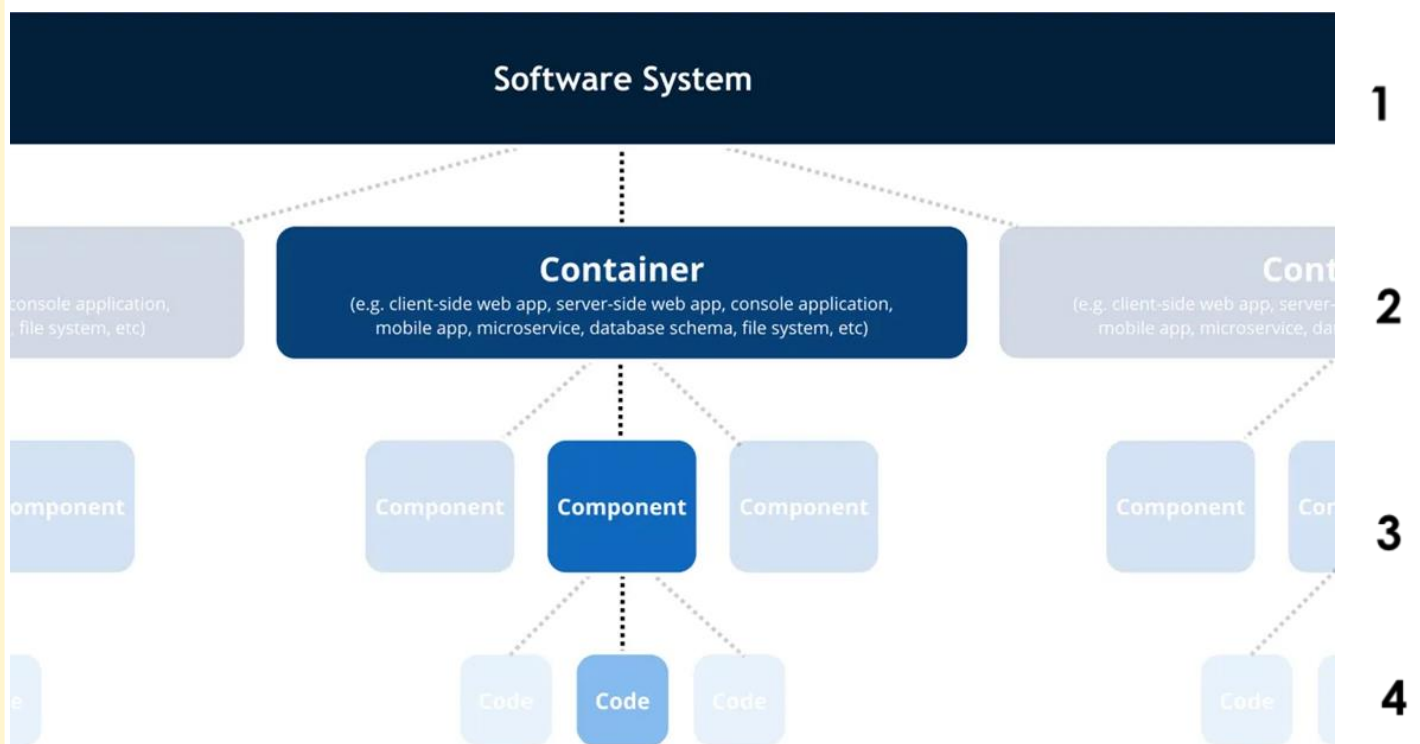 Software System
1
Container
(e.g. client-side web app, server-side web app, console application,
mobile app, microservice, database schema, file system, etc)
console application,
, file system, etc)
Cont
(e.g. client-side web app, server-
mobile app, microservice, da
2
omponent
Component
Component
Component
Component
Co
3
e
Code
Code
Code
Code
4